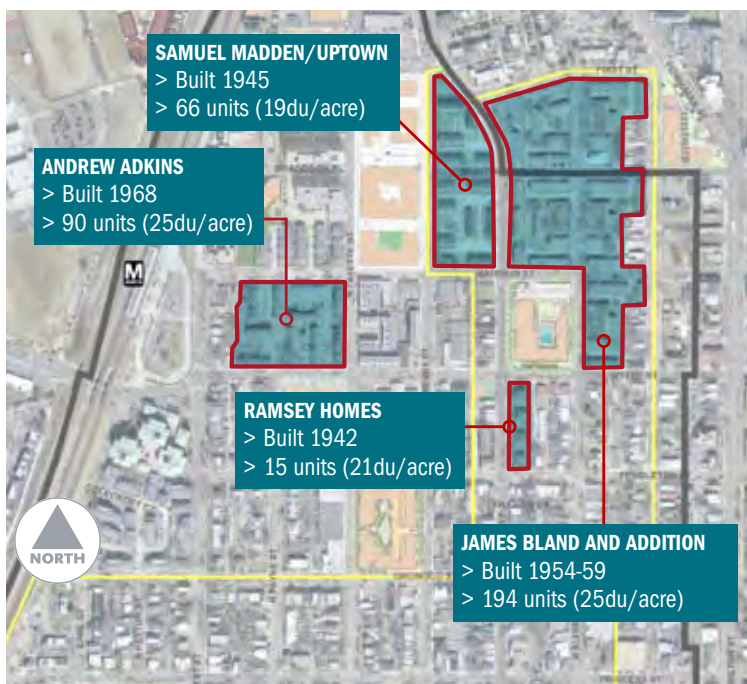 SAMUEL MADDEN/UPTOWN
> Built 1945
> 66 units (19du/acre)
ANDREW ADKINS
> Built 1968
> 90 units (25du/acre)
M
RAMSEY HOMES
> Built 1942
> 15 units (21du/acre)
NORTH
JAMES BLAND AND ADDITION
> Built 1954-59
> 194 units (25du/acre)